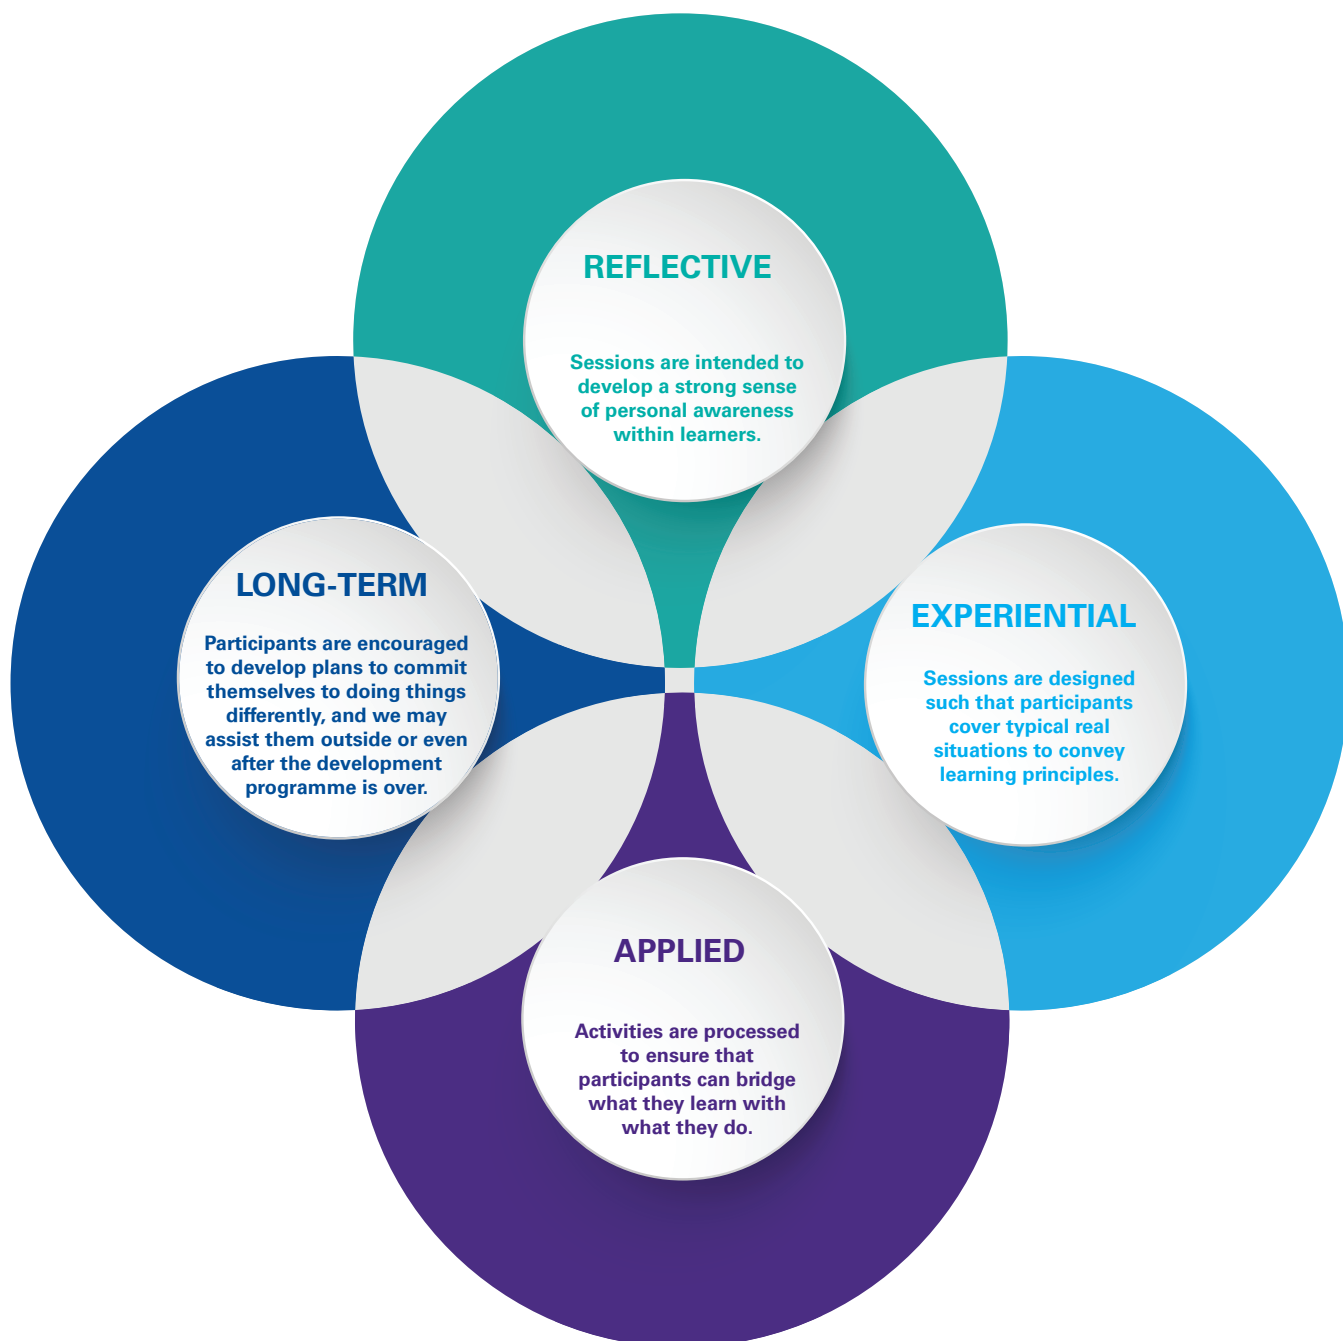 REFLECTIVE
Sessions are intended to
develop a strong sense
of personal awareness
within learners.
LONG-TERM
Participants are encouraged
to develop plans to commit
themselves to doing things
differently, and we may
assist them outside or even
after the development
programme is over.
EXPERIENTIAL
Sessions are designed
such that participants
cover typical real
situations to convey
learning principles.
APPLIED
Activities are processed
to ensure that
participants can bridge
what they learn with
what they do.